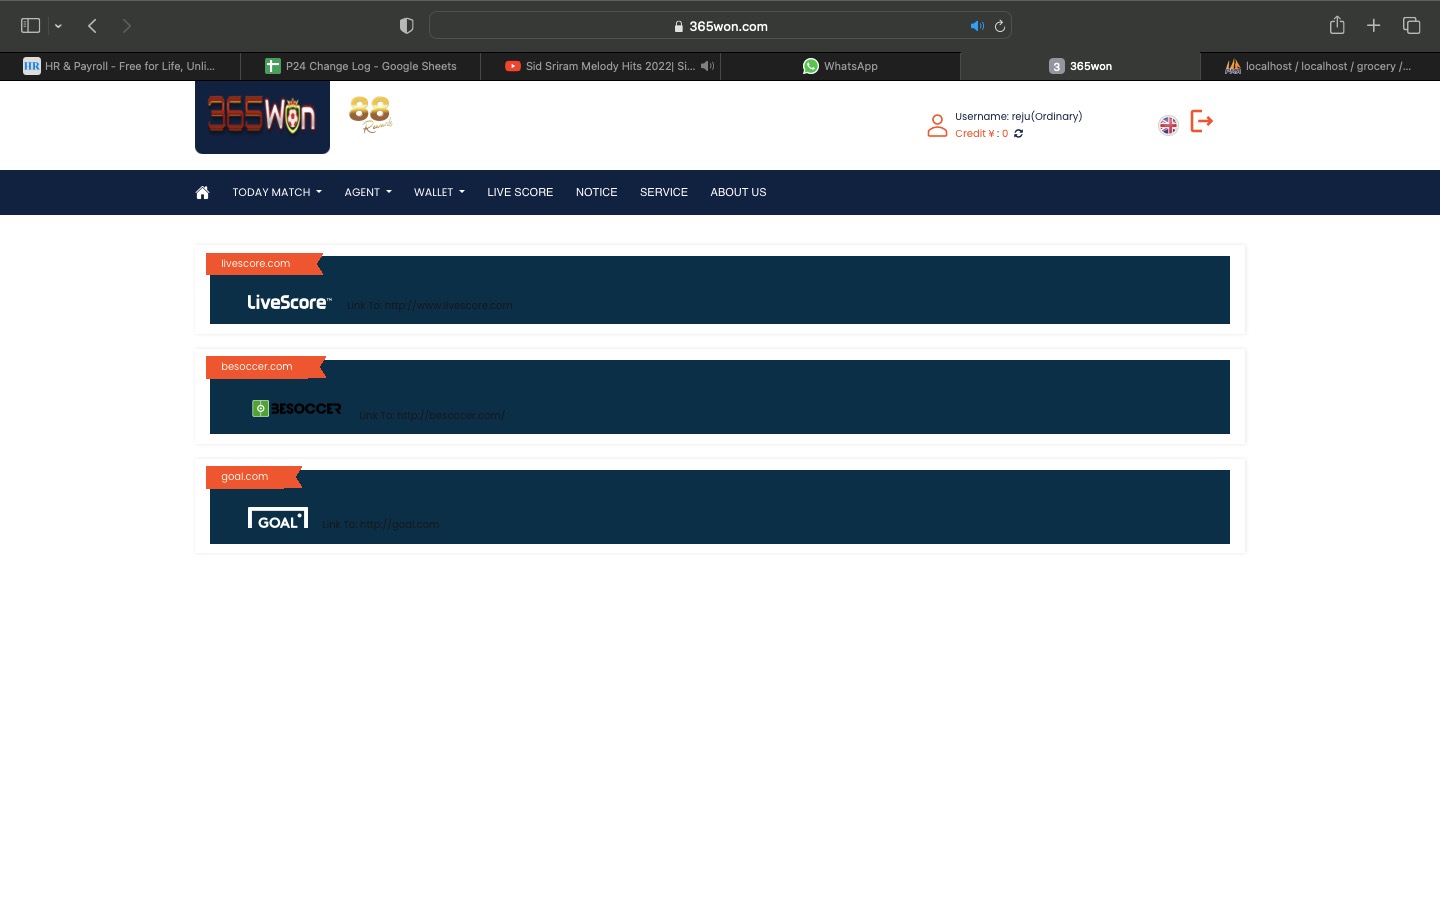 365won.com
HR & Payroll - Free for Life, Unli...
P24 Change Log - Google Sheets
Sid Sriram Melody Hits 2022| Si...
WhatsApp
3 365won
localhost / localhost / grocery /...
365Won
88
Rewards
Username: reju(Ordinary)
Credit ¥ : 0
TODAY MATCH AGENT WALLET LIVE SCORE NOTICE SERVICE ABOUT US
livescore.com
LiveScore™ Link To: http://www.livescore.com
besoccer.com
BESOCCER Link To: http://besoccer.com/
goal.com
GOAL Link To: http://goal.com